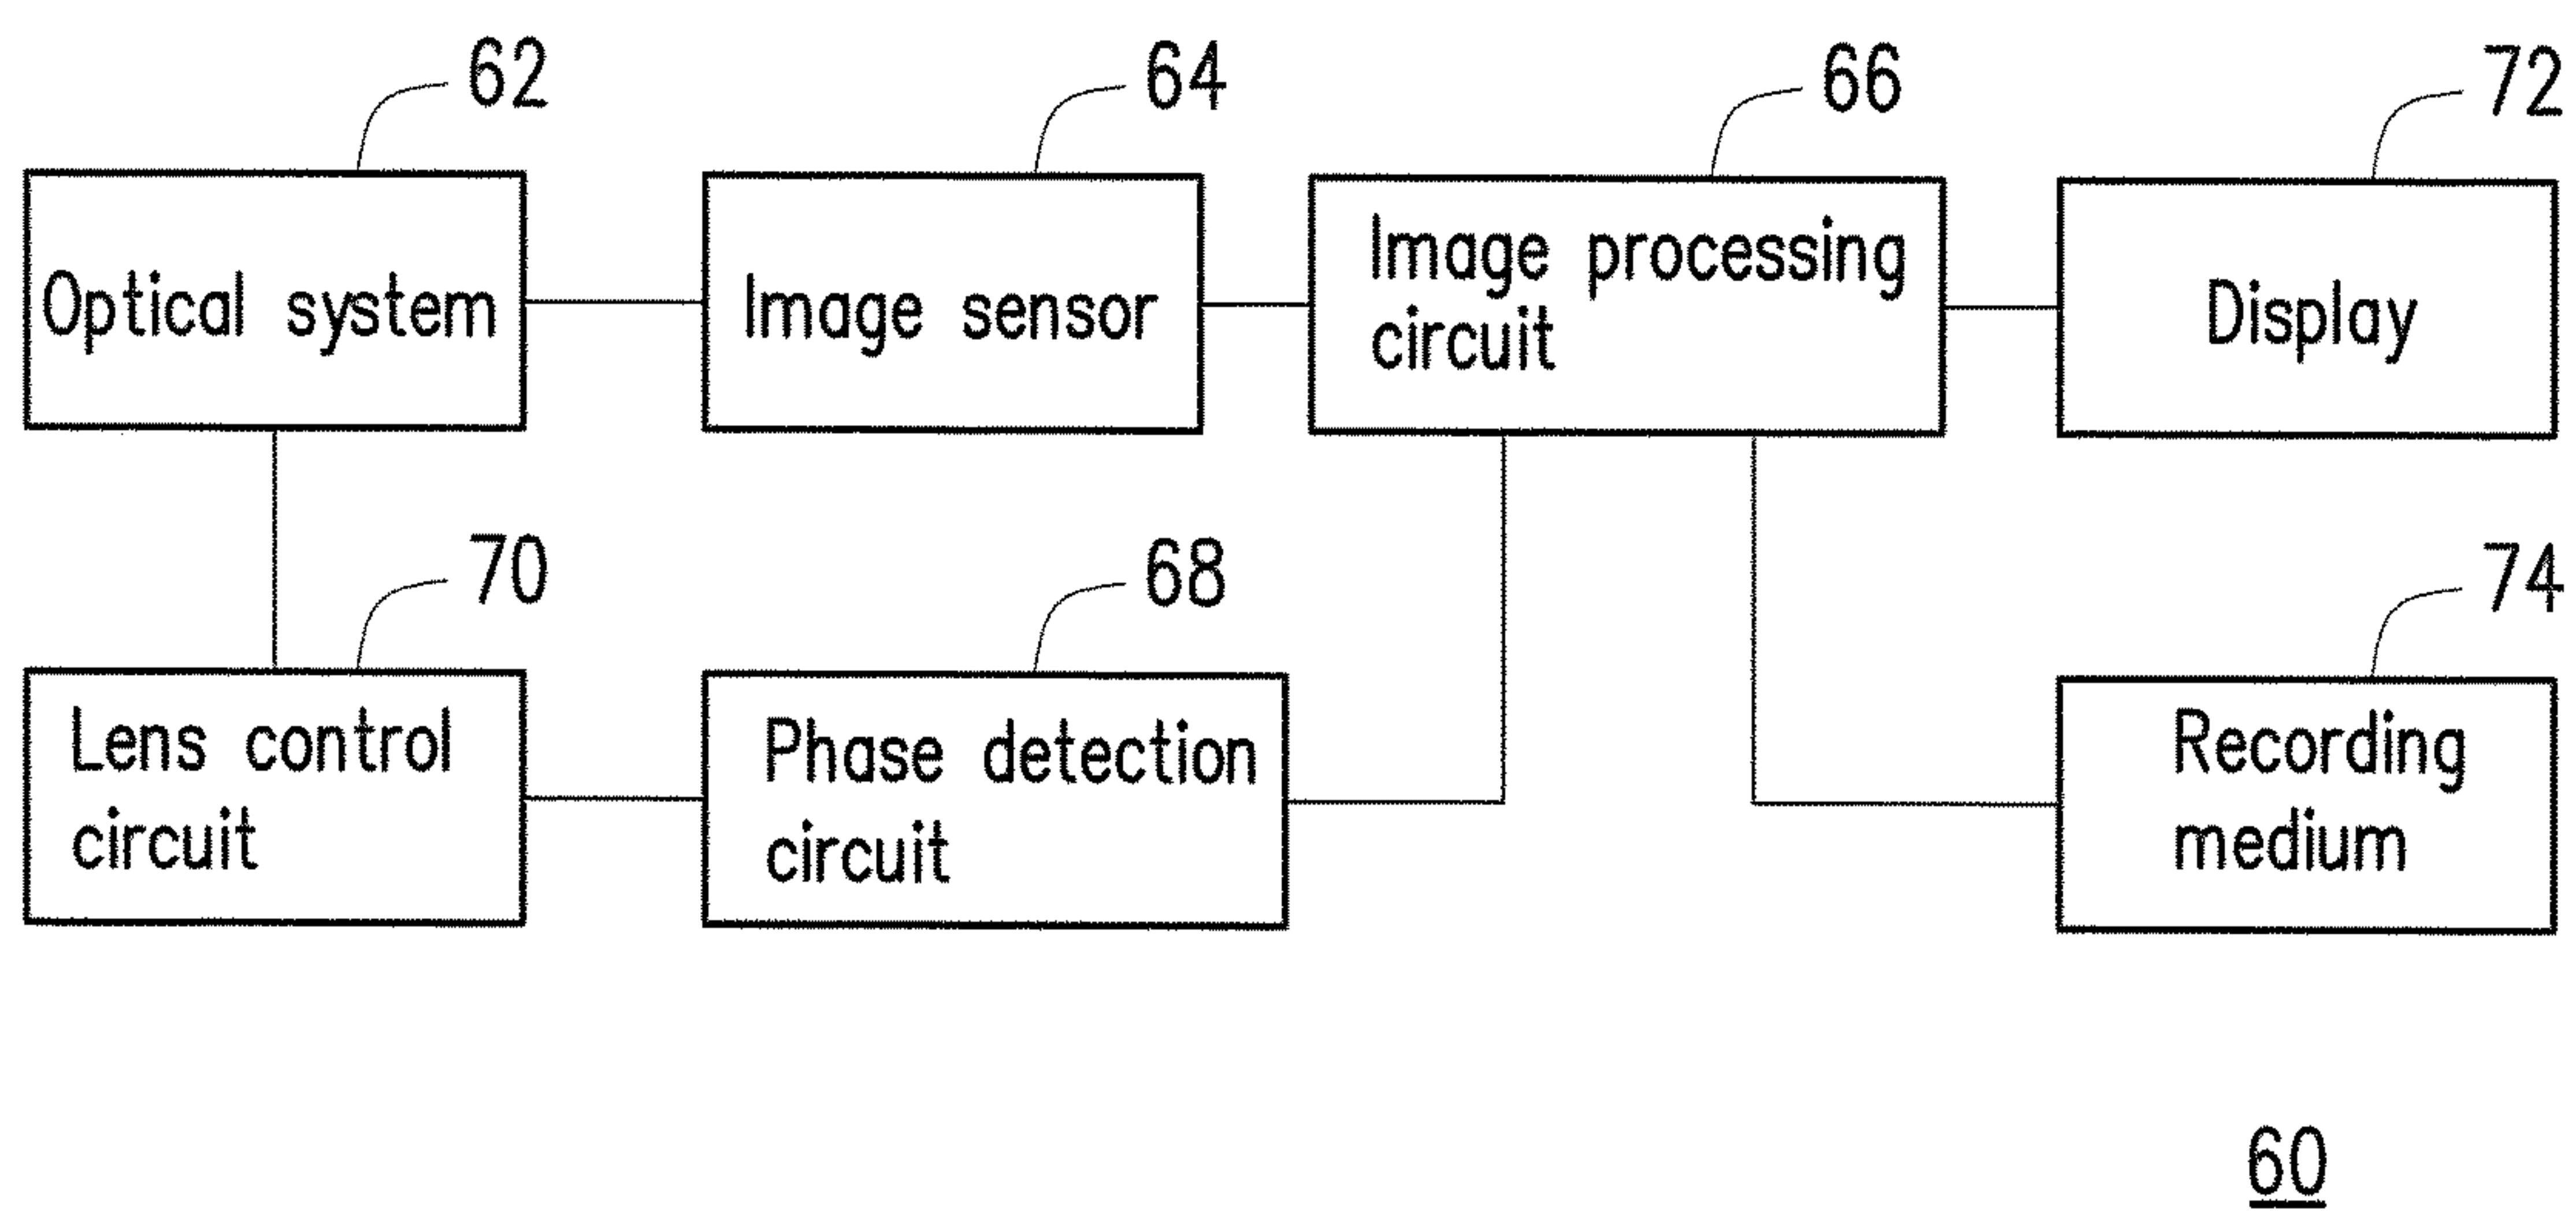 62
64
66
72
Optical system
Image sensor
Image processing
circuit
Display
70
68
74
Lens control
circuit
Phase detection
circuit
Recording
medium
60